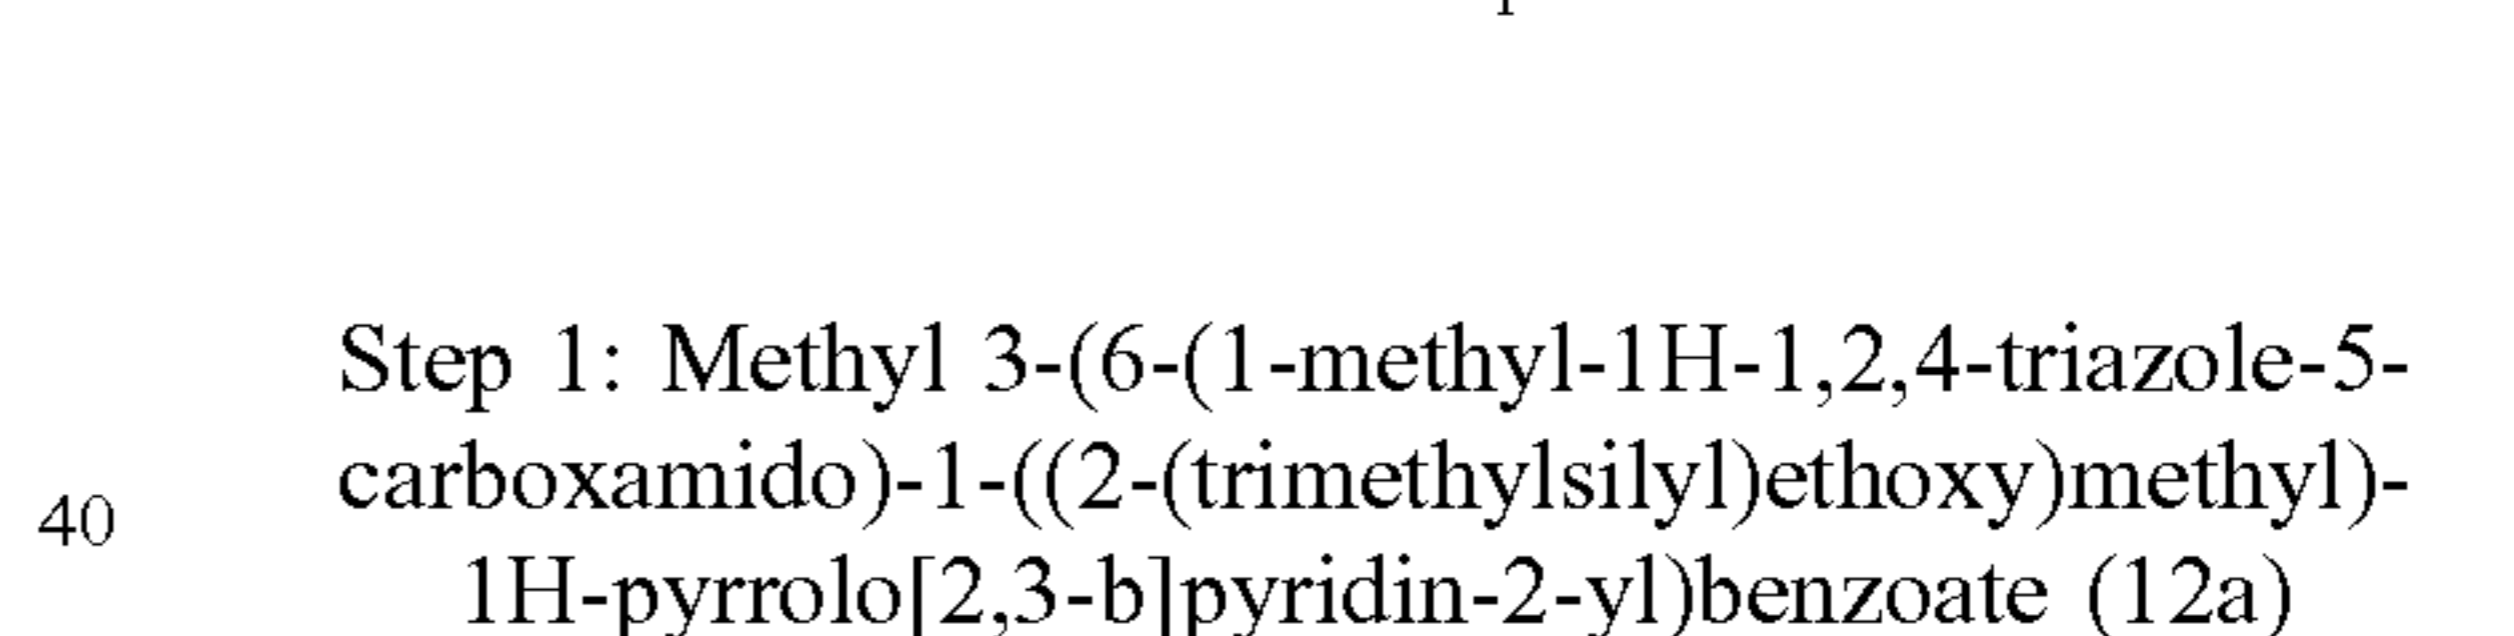 Step 1: Methyl 3-(6-(1-methyl-1H-1,2,4-triazole-5-
carboxamido)-1-((2-(trimethylsilyl)ethoxy)methyl)-
40
1H-pyrrolo[2,3-b]pyridin-2-yl)benzoate (12a)